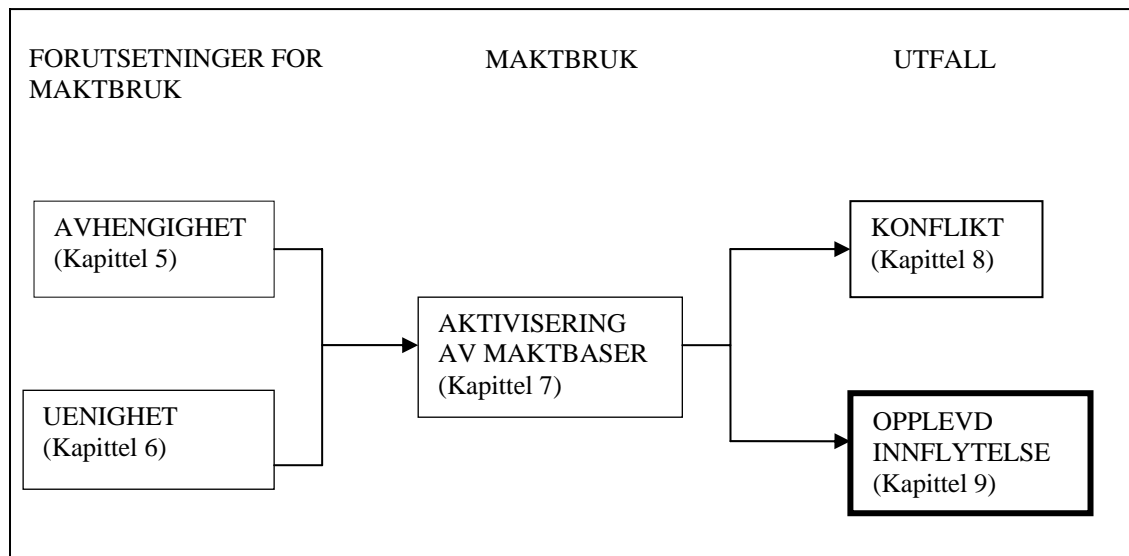 FORUTSETNINGER FOR
MAKTBRUK
MAKTBRUK
UTFALL
AVHENGIGHET
(Kapittel 5)
UENIGHET
(Kapittel 6)
AKTIVISERING
AV MAKTBASER
(Kapittel 7)
KONFLIKT
(Kapittel 8)
OPPLEVD
INNFLYTELSE
(Kapittel 9)